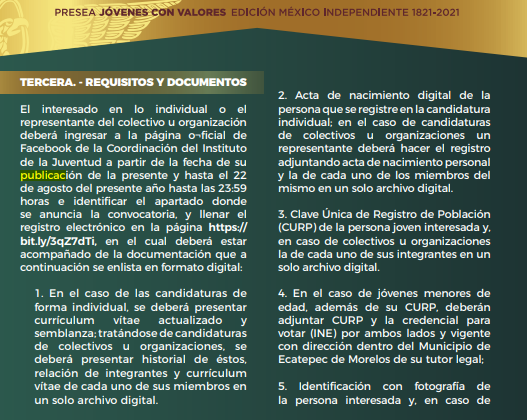 PRESEA JÓVENES CON VALORES EDICIÓN MÉXICO INDEPENDIENTE 1821-2021
TERCERA. - REQUISITOS Y DOCUMENTOS
El interesado en lo individual o el
representante del colectivo u organización
deberá ingresar a la página o¬ficial de
Facebook de la Coordinación del Instituto
de la Juventud a partir de la fecha de su
publicación de la presente y hasta el 22
de agosto del presente año hasta las 23:59
horas e identificar el apartado donde
se anuncia la convocatoria, y llenar el
registro electrónico en la página https://
bit.ly/3qZ7dTi, en el cual deberá estar
acompañado de la documentación que a
continuación se enlista en formato digital:
1. En el caso de las candidaturas de
forma individual, se deberá presentar
currículum vítae actualizado y
semblanza; tratándose de candidaturas
de colectivos u organizaciones, se
deberá presentar historial de éstos,
relación de integrantes y currículum
vítae de cada uno de sus miembros en
un solo archivo digital.
2. Acta de nacimiento digital de la
persona que se registre en la candidatura
individual; en el caso de candidaturas
de colectivos u organizaciones un
representante deberá hacer el registro
adjuntando acta de nacimiento personal
y la de cada uno de los miembros del
mismo en un solo archivo digital.
3. Clave Única de Registro de Población
(CURP) de la persona joven interesada y,
en caso de colectivos u organizaciones
la de cada uno de sus integrantes en un
solo archivo digital.
4. En el caso de jóvenes menores de
edad, además de su CURP, deberán
adjuntar CURP y la credencial para
votar (INE) por ambos lados y vigente
con dirección dentro del Municipio de
Ecatepec de Morelos de su tutor legal;
5. Identificación con fotografía de
la persona interesada y, en caso de